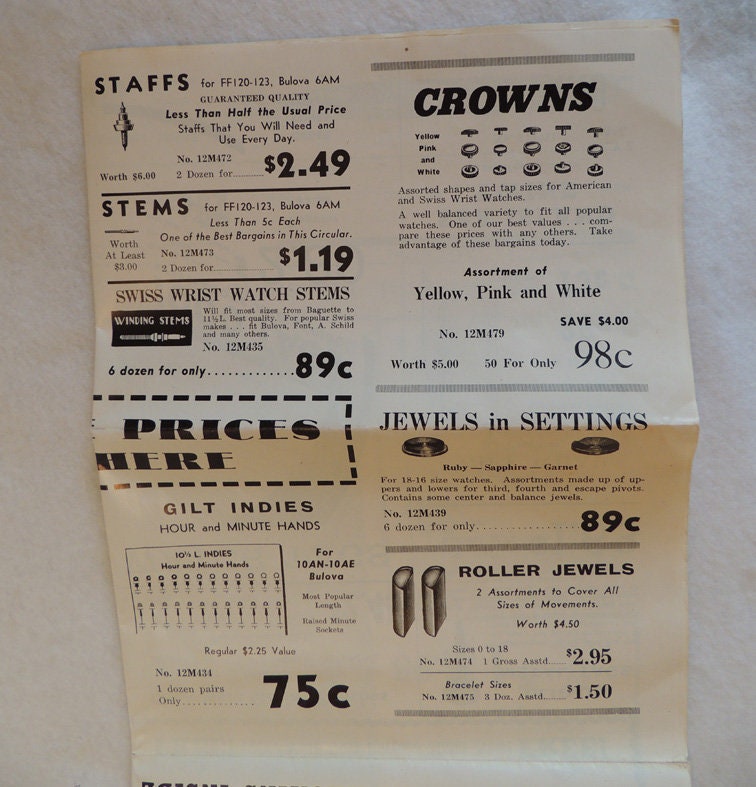 STAFFS for FF120-123, Bulova 6AM
GUARANTEED QUALITY
Less Than Half the Usual Price
Staffs That You Will Need and
Use Every Day.
No. 12M472
Worth $6.00 2 Dozen for........... $2.49
STEMS for FF120-123, Bulova 6AM
Less Than 5c Each
One of the Best Bargains in This Circular.
Worth
At Least
$3.00
No. 12M473
2 Dozen for.................... $1.19
SWISS WRIST WATCH STEMS
WINDING STEMS
Will fit most sizes from Baguette to
11½L. Best quality. For popular Swiss
makes . . . fit Bulova, Font, A. Schild
and many others.
No. 12M435
6 dozen for only............. 89c
PRICES
HERE
GILT INDIES
HOUR and MINUTE HANDS
10½ L. INDIES
Hour and Minute Hands
For
10AN-10AE
Bulova
Most Popular
Length
Raised Minute
Sockets
Regular $2.25 Value
No. 12M434
1 dozen pairs
Only.............. 75c
CROWNS
Yellow
Pink
and
White
Assorted shapes and tap sizes for American
and Swiss Wrist Watches.
A well balanced variety to fit all popular
watches. One of our best values . . . com-
pare these prices with any others. Take
advantage of these bargains today.
Assortment of
Yellow, Pink and White
SAVE $4.00
No. 12M479
Worth $5.00 50 For Only 98c
JEWELS in SETTINGS
Ruby — Sapphire — Garnet
For 18-16 size watches. Assortments made up of up-
pers and lowers for third, fourth and escape pivots.
Contains some center and balance jewels.
No. 12M439
6 dozen for only.................. 89c
ROLLER JEWELS
2 Assortments to Cover All
Sizes of Movements.
Worth $4.50
Sizes 0 to 18
No. 12M474 1 Gross Asstd...... $2.95
Bracelet Sizes
No. 12M475 3 Doz. Asstd....... $1.50